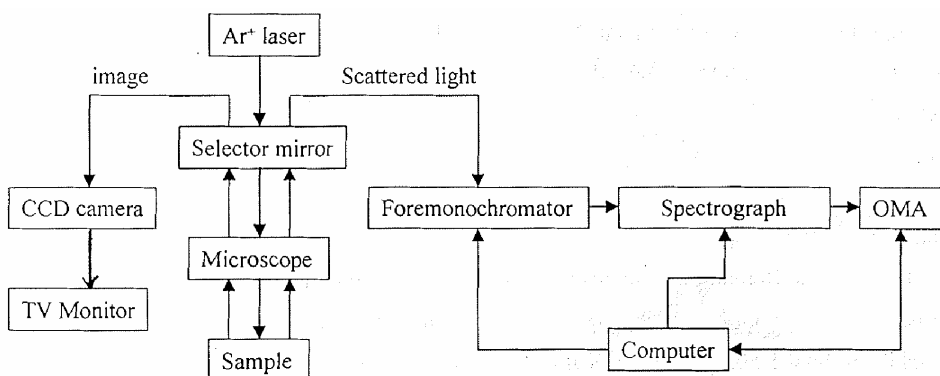 Ar⁺ laser
image
Scattered light
Selector mirror
CCD camera
Foremonochromator
Spectrograph
OMA
Microscope
TV Monitor
Sample
Computer